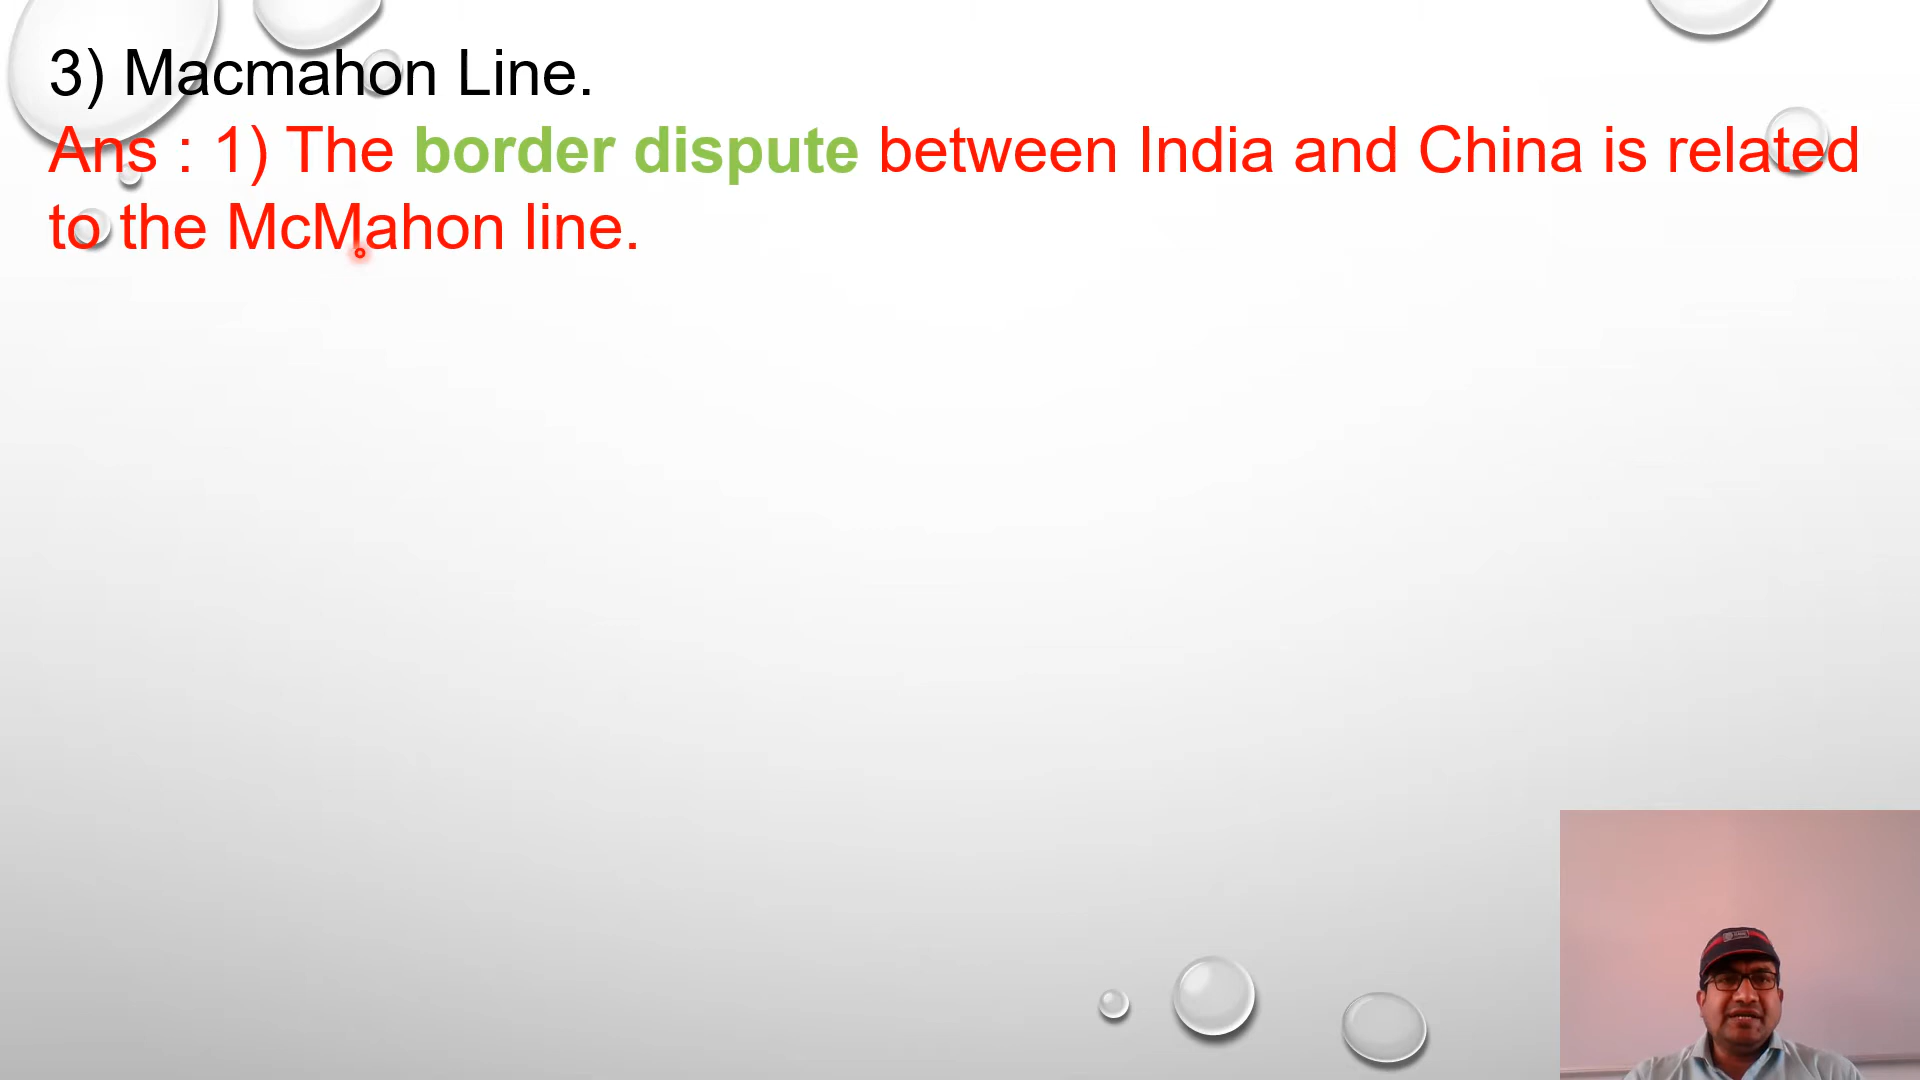 3) Macmahon Line.
Ans : 1) The border dispute between India and China is related
to the McMahon line.